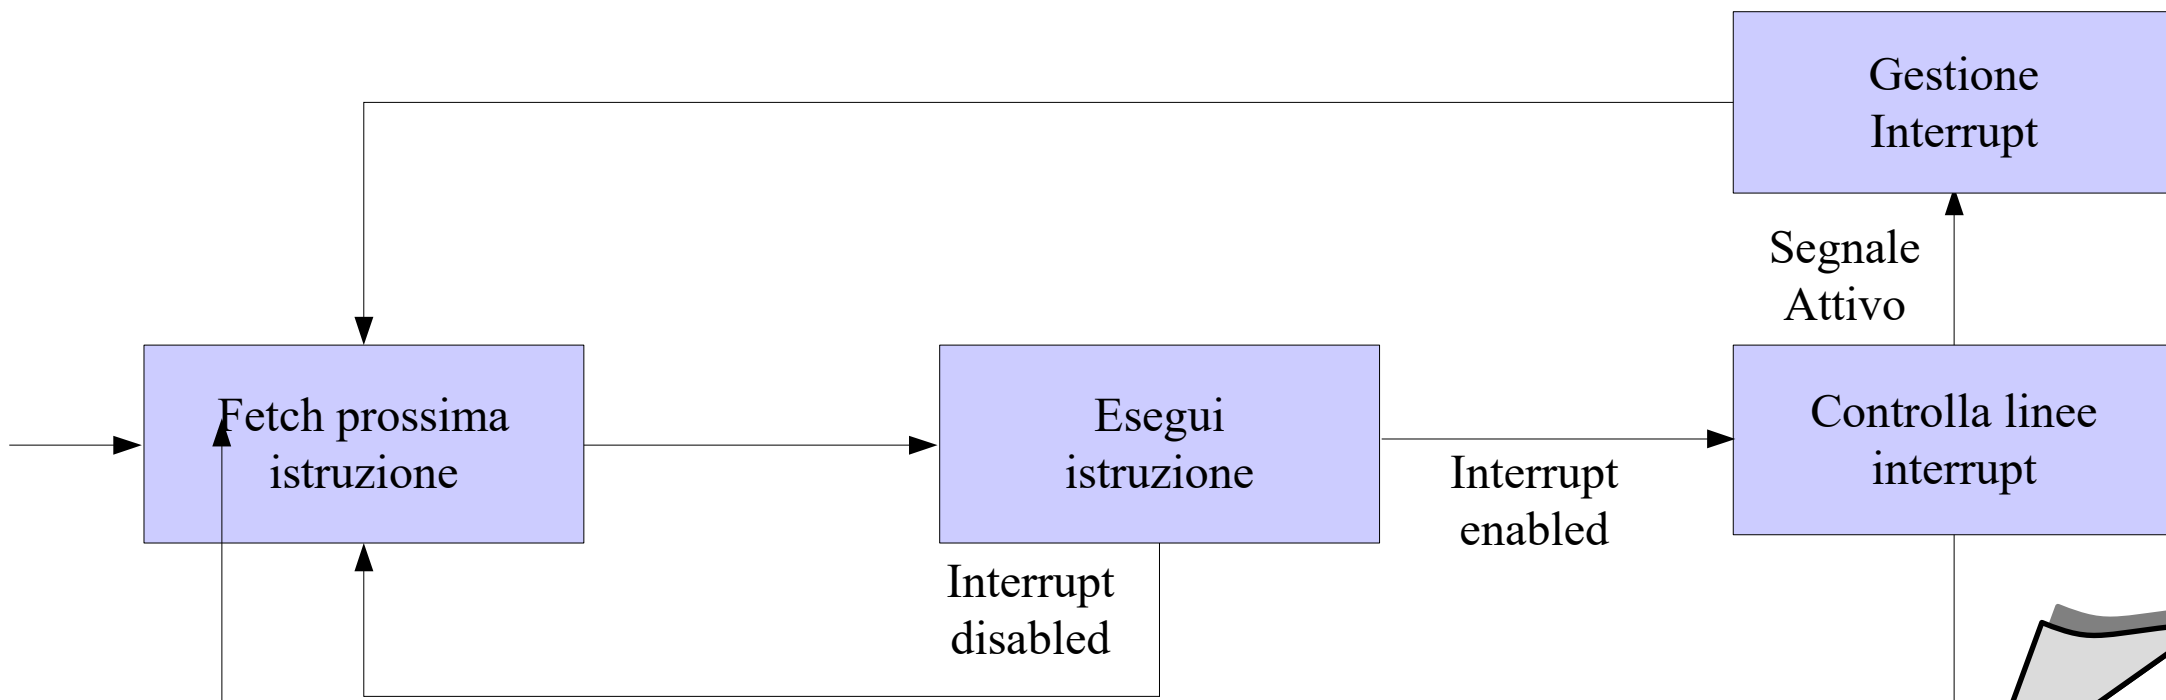 Gestione
Interrupt
Segnale
Attivo
Fetch prossima
istruzione
Esegui
istruzione
Interrupt
enabled
Controlla linee
interrupt
Interrupt
disabled